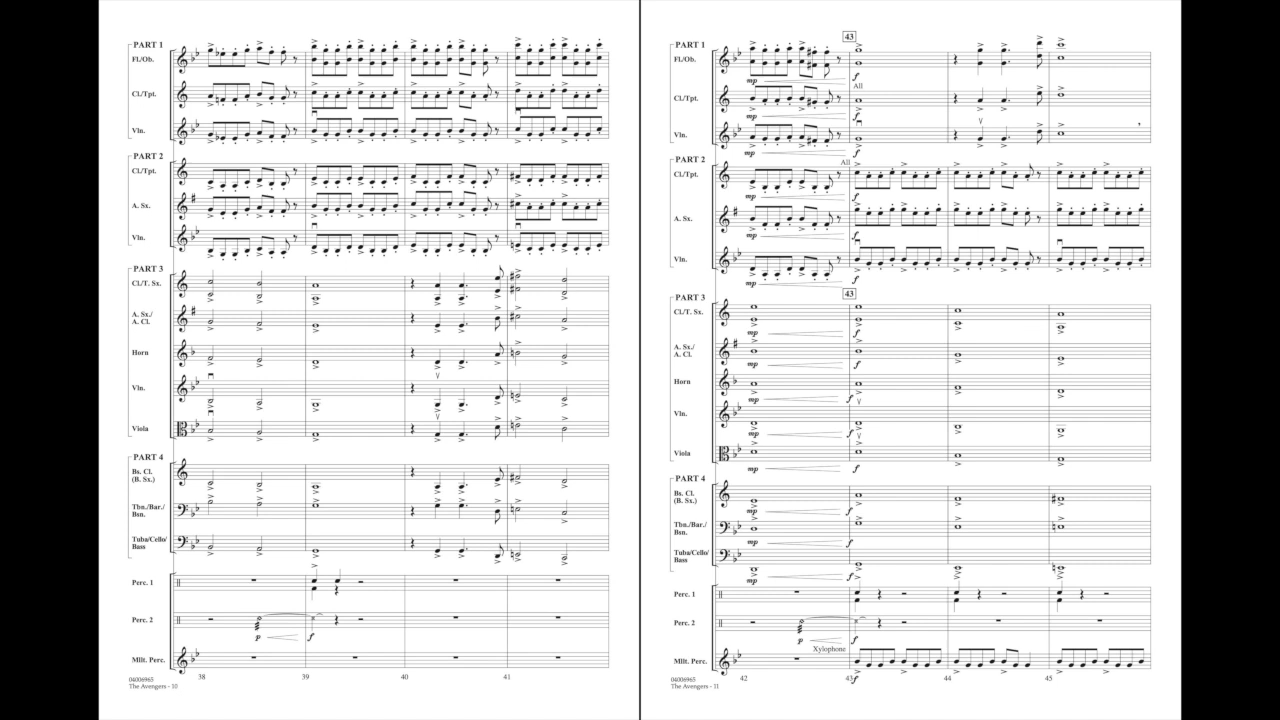 PART 1
Fl./Ob.
Cl./Tpt.
Vln.
PART 2
Cl./Tpt.
A. Sx.
Vln.
PART 3
Cl./T. Sx.
A. Sx./
A. Cl.
Horn
Vln.
Viola
PART 4
Bs. Cl.
(B. Sx.)
Tbn./Bar./
Bsn.
Tuba/Cello/
Bass
Perc. 1
Perc. 2
p
f
Mllt. Perc.
38 39 40 41
04006965
The Avengers - 10
43
PART 1
Fl./Ob.
mp f
All
Cl./Tpt.
mp f
Vln.
mp f
PART 2
All
Cl./Tpt.
mp f
A. Sx.
mp f
Vln.
mp f
43
PART 3
Cl./T. Sx.
mp f
A. Sx./
A. Cl.
mp f
Horn
mp f
Vln.
mp f
Viola
mp f
PART 4
Bs. Cl.
(B. Sx.)
mp f
Tbn./Bar./
Bsn.
mp f
Tuba/Cello/
Bass
mp f
Perc. 1
f
Perc. 2
p f
Xylophone
Mllt. Perc.
f
42 43 44 45
04006965
The Avengers - 11